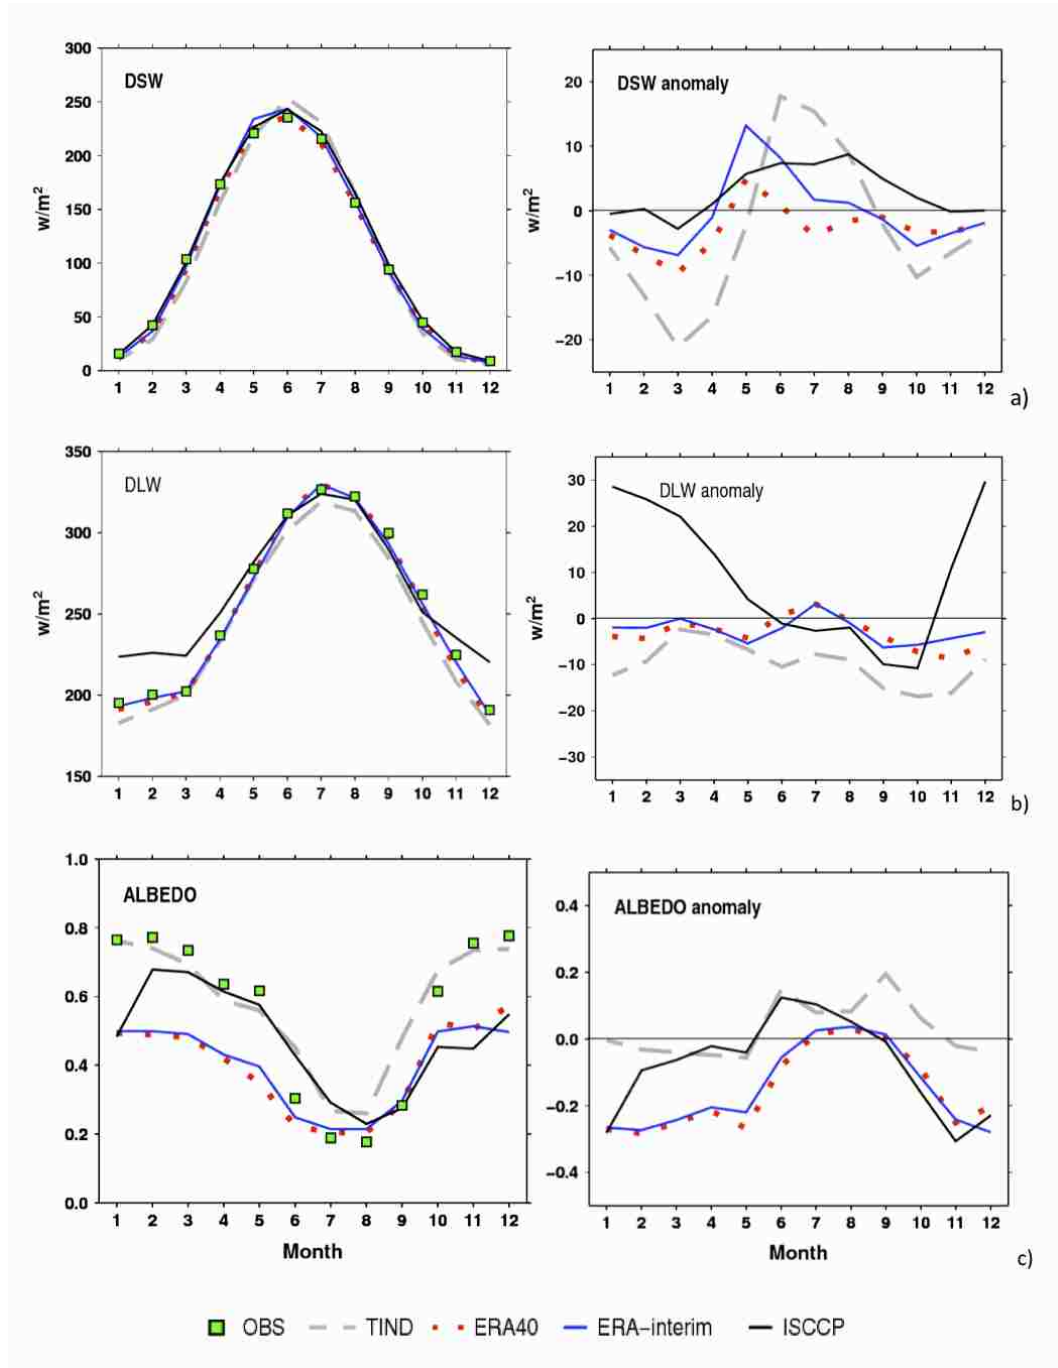 DSW
300
250
200
150
100
50
0
w/m²
1 2 3 4 5 6 7 8 9 10 11 12
DSW anomaly
20
10
0
−10
−20
w/m²
1 2 3 4 5 6 7 8 9 10 11 12
a)
DLW
350
300
250
200
150
w/m²
1 2 3 4 5 6 7 8 9 10 11 12
DLW anomaly
30
20
10
0
−10
−20
−30
w/m²
1 2 3 4 5 6 7 8 9 10 11 12
b)
ALBEDO
1.0
0.8
0.6
0.4
0.2
0.0
1 2 3 4 5 6 7 8 9 10 11 12
Month
ALBEDO anomaly
0.4
0.2
0.0
−0.2
−0.4
1 2 3 4 5 6 7 8 9 10 11 12
Month
c)
OBS TIND ERA40 ERA−interim ISCCP